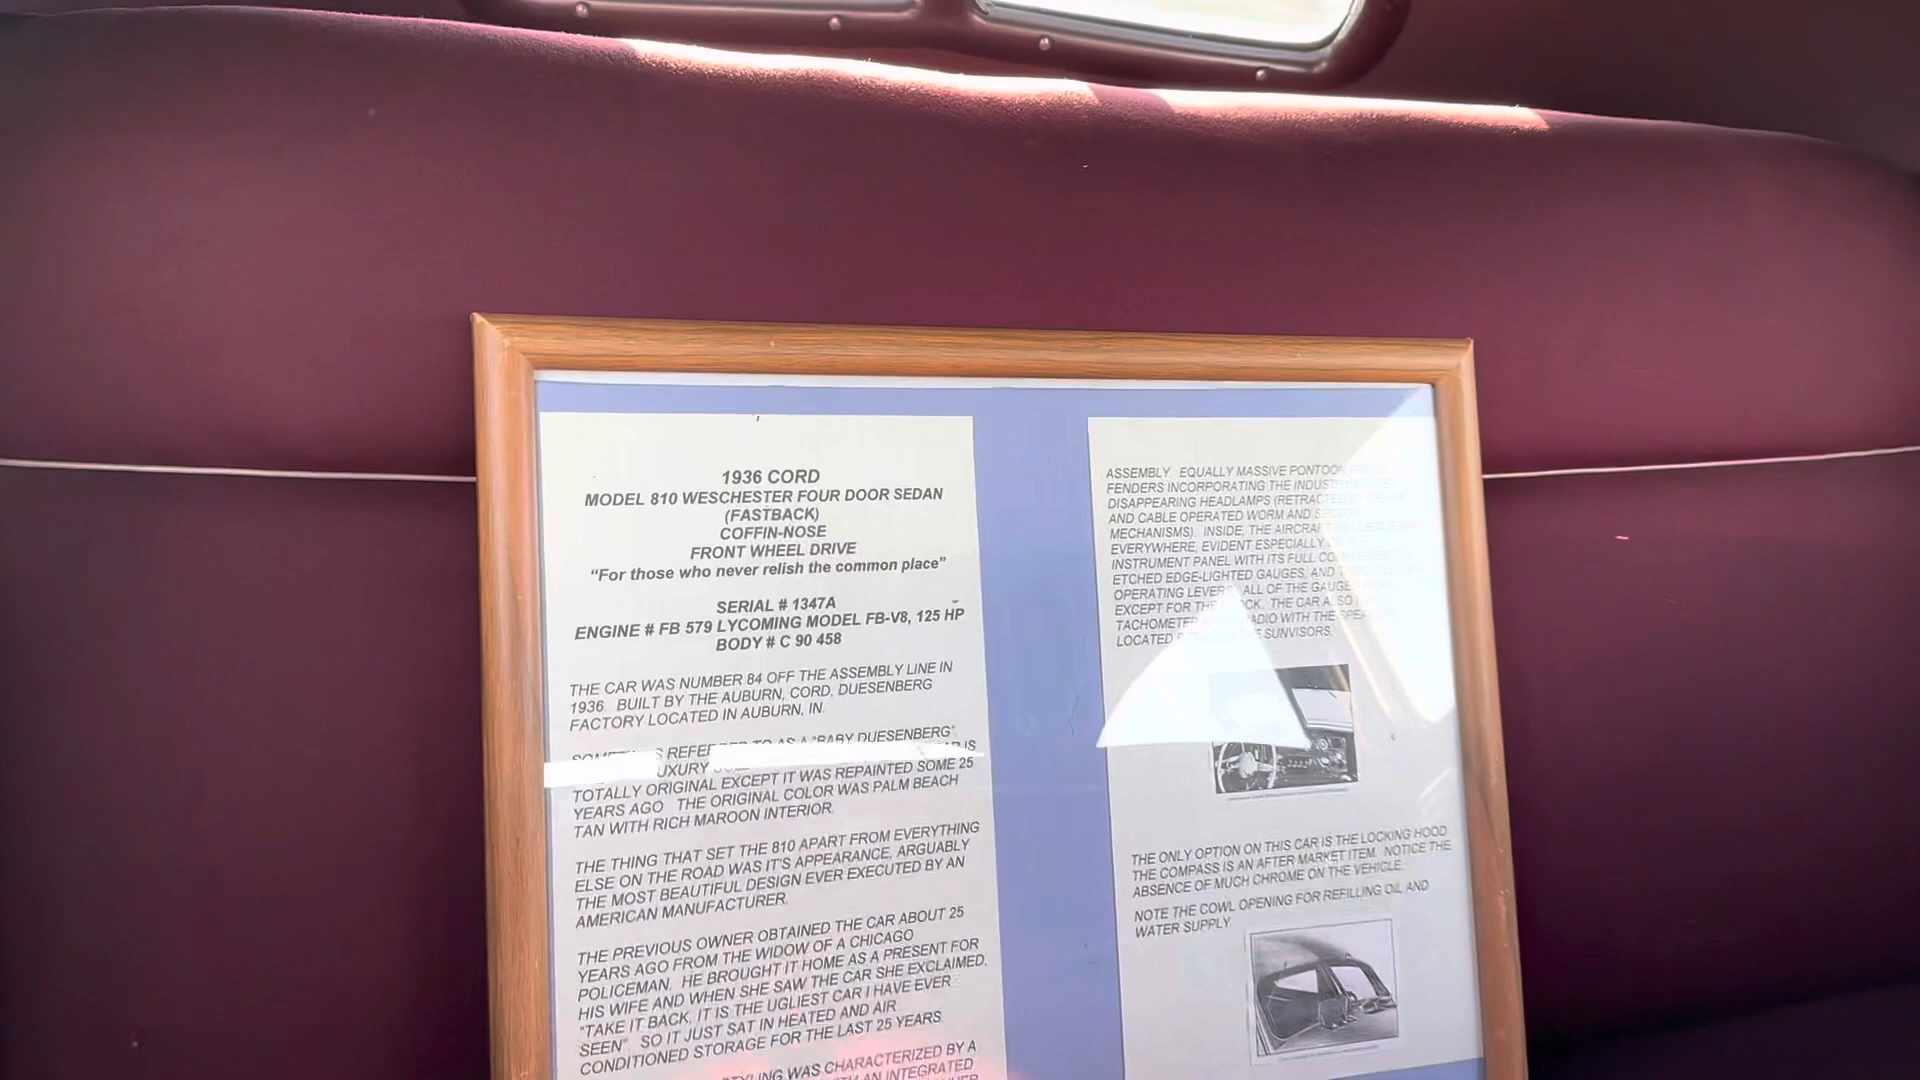 1936 CORD
MODEL 810 WESCHESTER FOUR DOOR SEDAN
(FASTBACK)
COFFIN-NOSE
FRONT WHEEL DRIVE
"For those who never relish the common place"
SERIAL # 1347A
ENGINE # FB 579 LYCOMING MODEL FB-V8, 125 HP
BODY # C 90 458
THE CAR WAS NUMBER 84 OFF THE ASSEMBLY LINE IN
1936. BUILT BY THE AUBURN, CORD, DUESENBERG
FACTORY LOCATED IN AUBURN, IN.
REFERRED TO AS A "BABY DUESENBERG"
IS
TOTALLY ORIGINAL EXCEPT IT WAS REPAINTED SOME 25
YEARS AGO THE ORIGINAL COLOR WAS PALM BEACH
TAN WITH RICH MAROON INTERIOR.
THE THING THAT SET THE 810 APART FROM EVERYTHING
ELSE ON THE ROAD WAS IT'S APPEARANCE, ARGUABLY
THE MOST BEAUTIFUL DESIGN EVER EXECUTED BY AN
AMERICAN MANUFACTURER.
THE PREVIOUS OWNER OBTAINED THE CAR ABOUT 25
YEARS AGO FROM THE WIDOW OF A CHICAGO
POLICEMAN. HE BROUGHT IT HOME AS A PRESENT FOR
HIS WIFE AND WHEN SHE SAW THE CAR SHE EXCLAIMED,
"TAKE IT BACK, IT IS THE UGLIEST CAR I HAVE EVER
SEEN". SO IT JUST SAT IN HEATED AND AIR
CONDITIONED STORAGE FOR THE LAST 25 YEARS
WAS CHARACTERIZED BY A
AN INTEGRATED
ASSEMBLY. EQUALLY MASSIVE PONTOON
FENDERS INCORPORATING THE
DISAPPEARING HEADLAMPS
AND CABLE OPERATED WORM AND
MECHANISMS). INSIDE, THE AIRCRAFT
EVERYWHERE, EVIDENT ESPECIALLY
INSTRUMENT PANEL WITH ITS FULL
ETCHED EDGE-LIGHTED GAUGES, AND
OPERATING LEVERS. ALL OF THE
EXCEPT FOR THE THE CAR
TACHOMETER WITH THE
LOCATED SUNVISORS.
THE ONLY OPTION ON THIS CAR IS THE LOCKING HOOD
THE COMPASS IS AN AFTER MARKET ITEM. NOTICE THE
ABSENCE OF MUCH CHROME ON THE VEHICLE.
NOTE THE COWL OPENING FOR REFILLING OIL AND
WATER SUPPLY